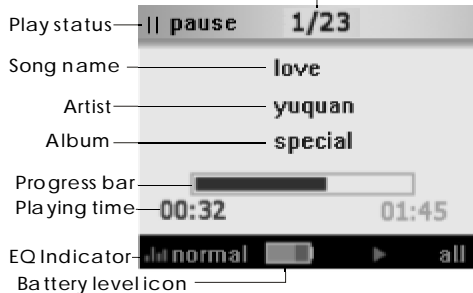 Play status || pause 1/23
Song name love
Artist yuquan
Album special
Progress bar
Playing time 00:32 01:45
EQ Indicator normal all
Battery level icon